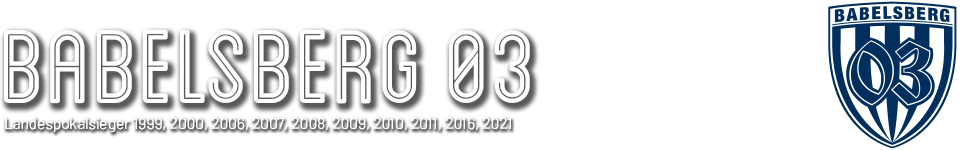 BABELSBERG 03
Landespokalsieger 1999, 2000, 2006, 2007, 2008, 2009, 2010, 2011, 2016, 2021
BABELSBERG
03